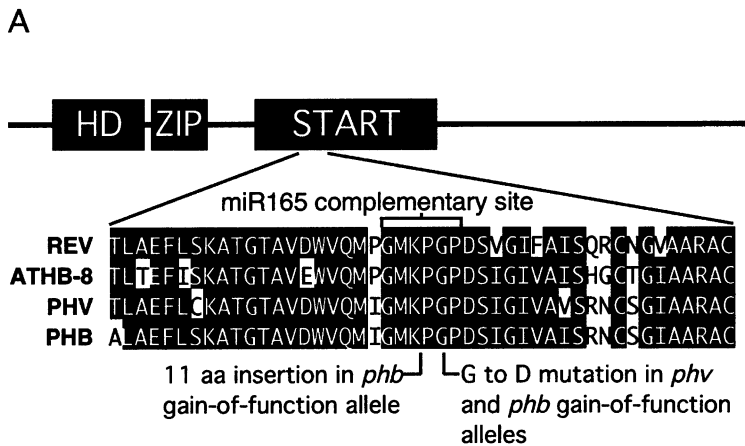 A
HD ZIP START
miR165 complementary site
REV TLAEFLSKATGTAVDWVQMPGMKPGPDSVGIFAISQRCNGVAARAC
ATHB-8 TLTEFISKATGTAVEWVQMPGMKPGPDSIGIVAISHGCTGIAARAC
PHV TLAEFLCKATGTAVDWVQMIGMKPGPDSIGIVAVSRNCSGIAARAC
PHB ALAEFLSKATGTAVDWVQMIGMKPGPDSIGIVAISRNCSGIAARAC
11 aa insertion in phb
gain-of-function allele
G to D mutation in phv
and phb gain-of-function
alleles